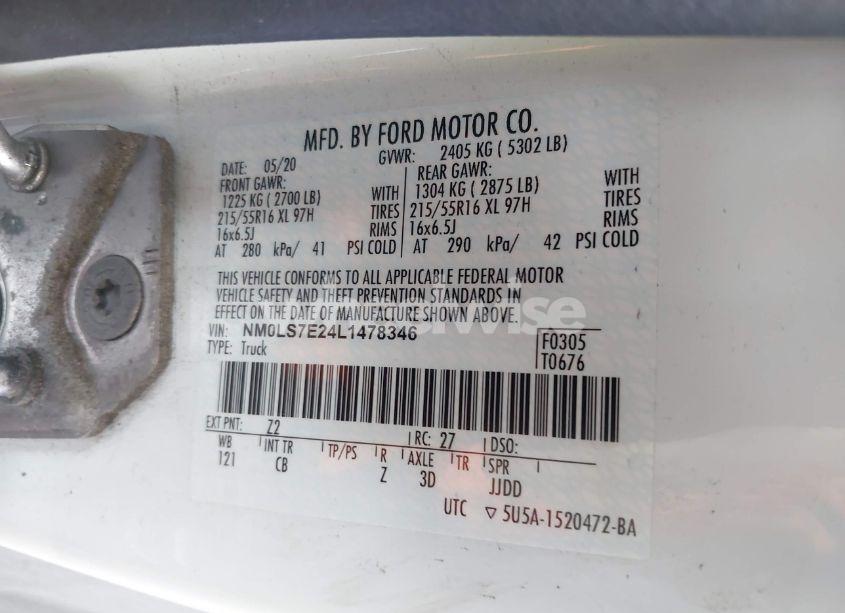 MFD. BY FORD MOTOR CO.
DATE: 05/20 GVWR: 2405 KG ( 5302 LB)
FRONT GAWR: REAR GAWR:
1225 KG ( 2700 LB) WITH 1304 KG ( 2875 LB) WITH
215/55R16 XL 97H TIRES 215/55R16 XL 97H TIRES
16x6.5J RIMS 16x6.5J RIMS
AT 280 kPa/ 41 PSI COLD AT 290 kPa/ 42 PSI COLD
THIS VEHICLE CONFORMS TO ALL APPLICABLE FEDERAL MOTOR
VEHICLE SAFETY AND THEFT PREVENTION STANDARDS IN
EFFECT ON THE DATE OF MANUFACTURE SHOWN ABOVE.
VIN: NM0LS7E24L1478346 F0305
TYPE: Truck T0676
EXT PNT: Z2 RC: 27 DSO:
WB INT TR TP/PS R AXLE TR SPR
121 CB Z 3D JJDD
UTC ▽ 5U5A-1520472-BA